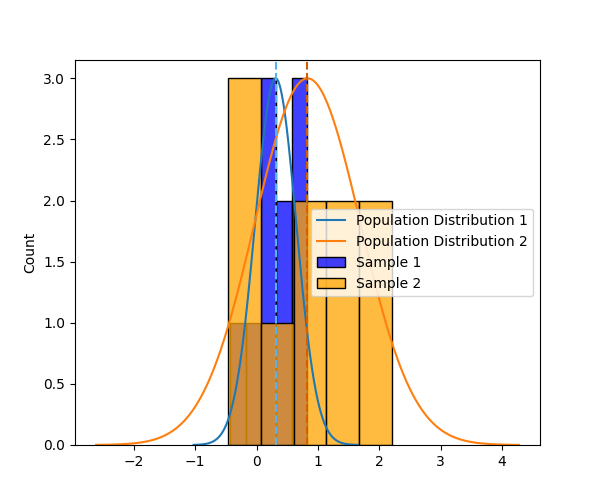 3.0
2.5
2.0
1.5
1.0
0.5
0.0
Count
−2
−1
0
1
2
3
4
Population Distribution 1
Population Distribution 2
Sample 1
Sample 2